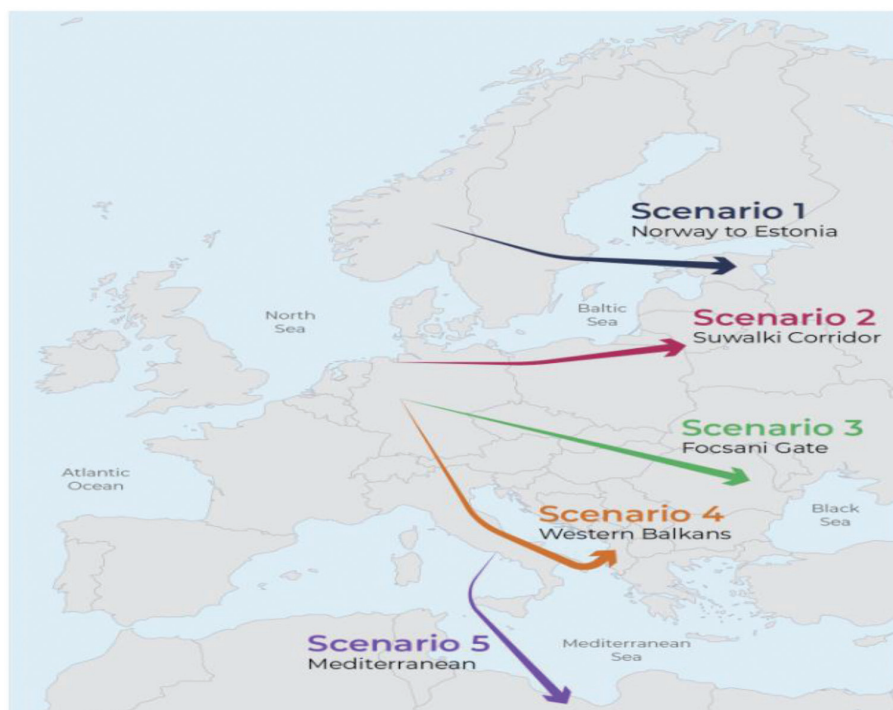 Scenario 1
Norway to Estonia
North
Sea
Baltic
Sea
Scenario 2
Suwalki Corridor
Scenario 3
Focsani Gate
Atlantic
Ocean
Scenario 4
Western Balkans
Black
Sea
Scenario 5
Mediterranean
Mediterranean
Sea